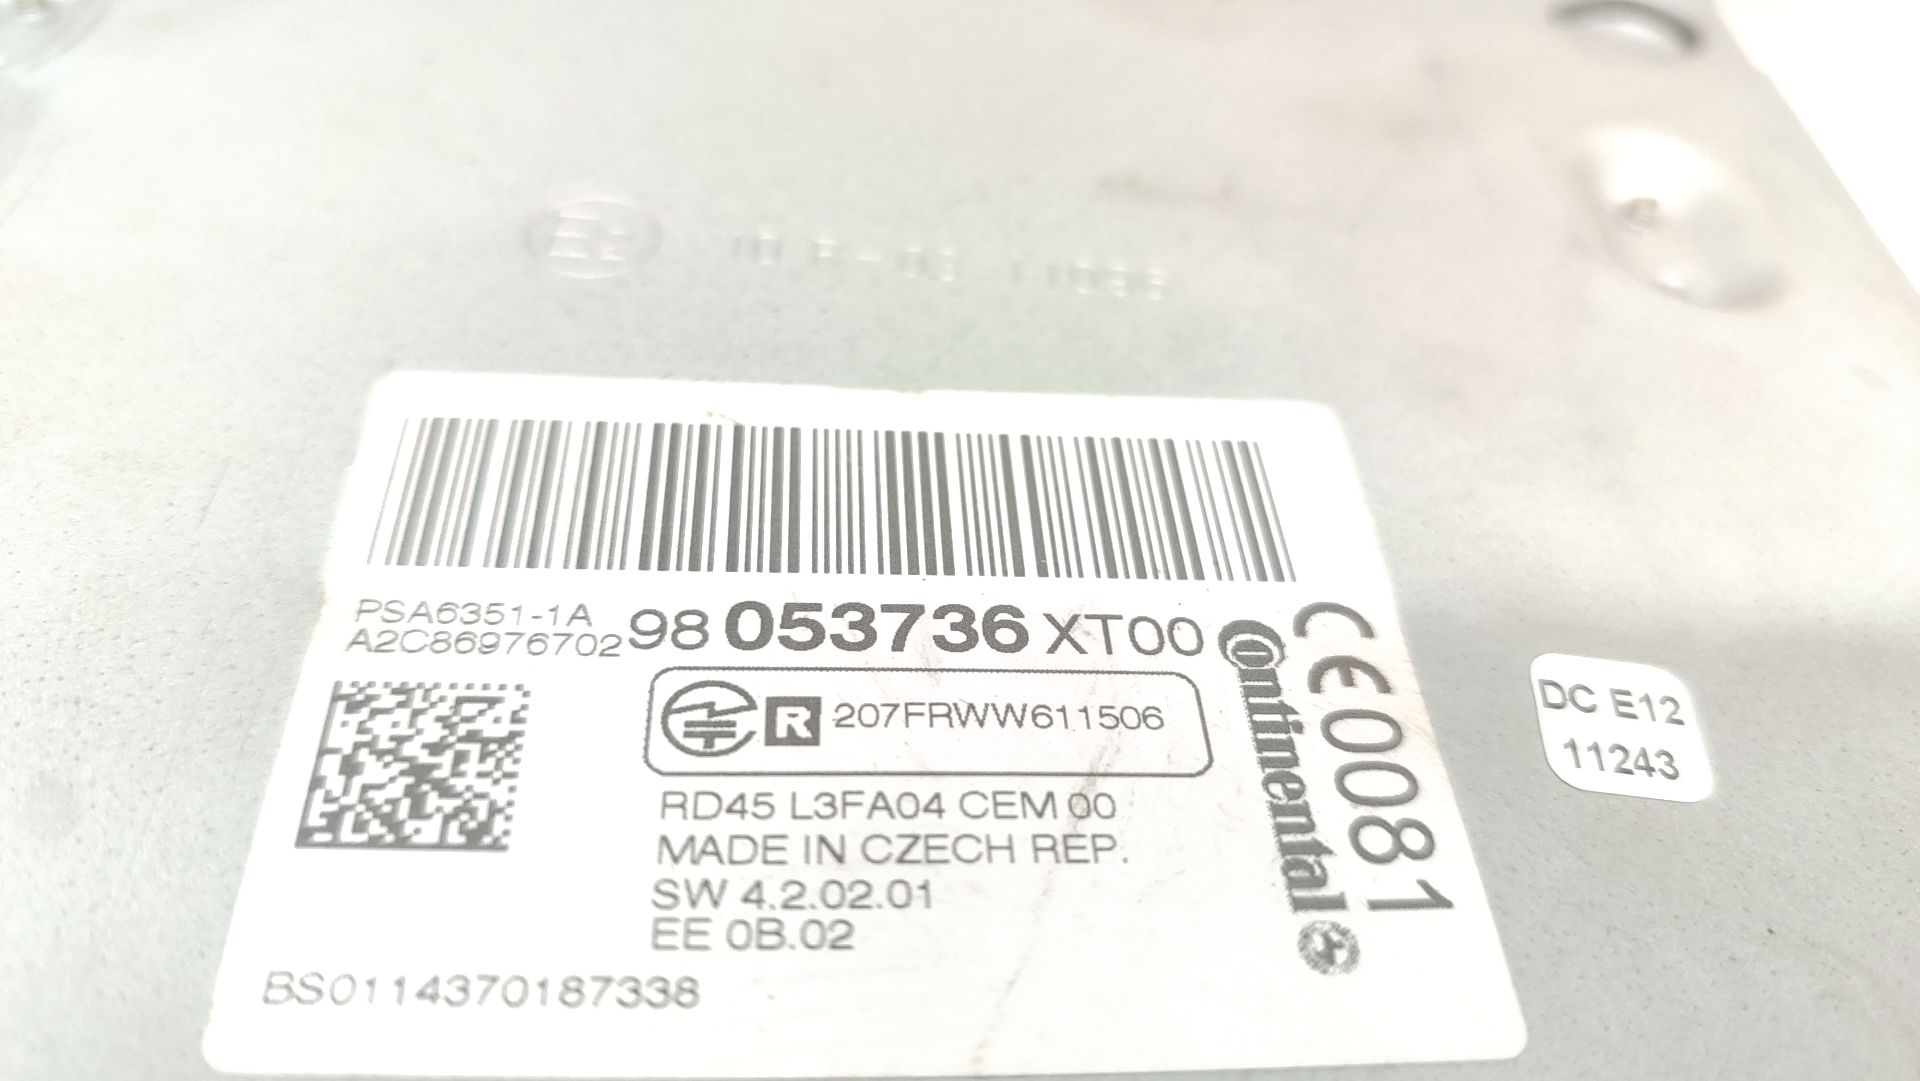 PSA6351-1A
A2C86976702
98 053736 XT00
R 207FRWW611506
RD45 L3FA04 CEM 00
MADE IN CZECH REP.
SW 4.2.02.01
EE 0B.02
BS0114370187338
Continental
CE0081
DC E12
11243